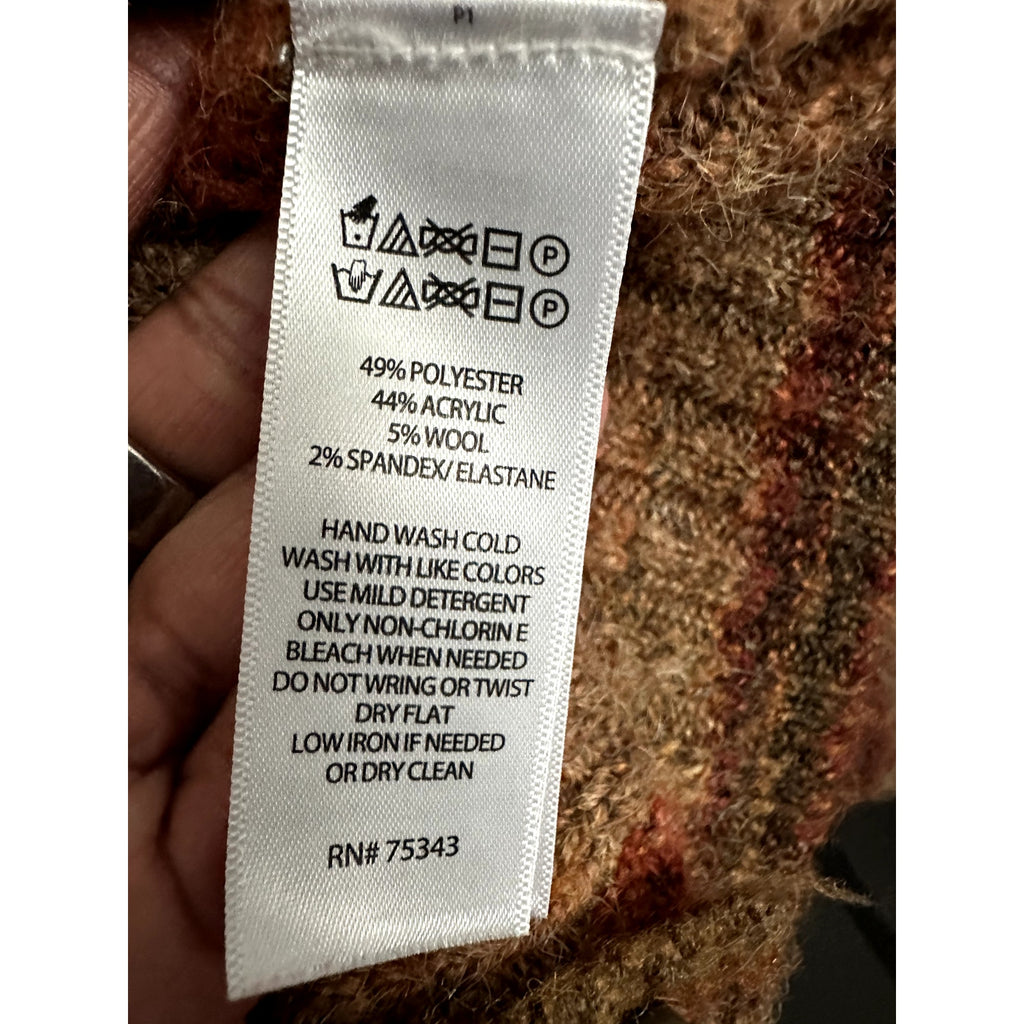 P1
P
P
49% POLYESTER
44% ACRYLIC
5% WOOL
2% SPANDEX/ ELASTANE
HAND WASH COLD
WASH WITH LIKE COLORS
USE MILD DETERGENT
ONLY NON-CHLORIN E
BLEACH WHEN NEEDED
DO NOT WRING OR TWIST
DRY FLAT
LOW IRON IF NEEDED
OR DRY CLEAN
RN# 75343